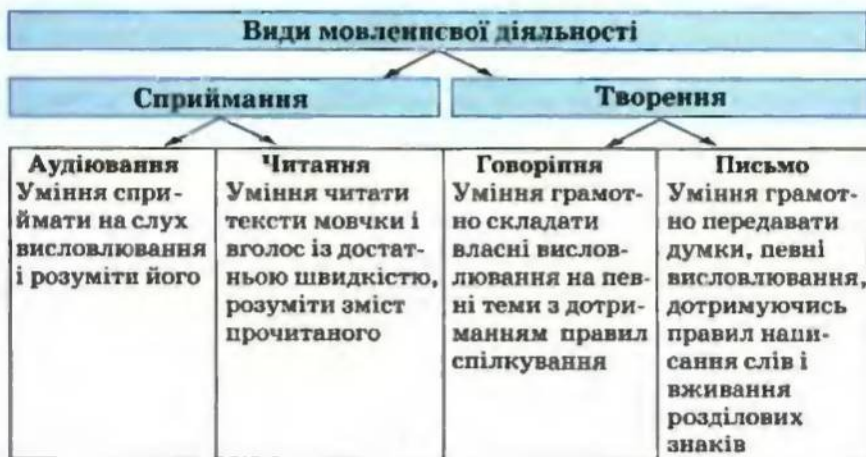 Види мовленнєвої діяльності
Сприймання
Творення
Аудіювання
Уміння спри-
ймати на слух
висловлювання
і розуміти його
Читання
Уміння читати
тексти мовчки і
вголос із достат-
ньою швидкістю,
розуміти зміст
прочитаного
Говоріння
Уміння грамот-
но складати
власні вислов-
лювання на пев-
ні теми з дотри-
манням правил
спілкування
Письмо
Уміння грамот-
но передавати
думки, певні
висловлювання,
дотримуючись
правил напи-
сання слів і
вживання
розділових
знаків